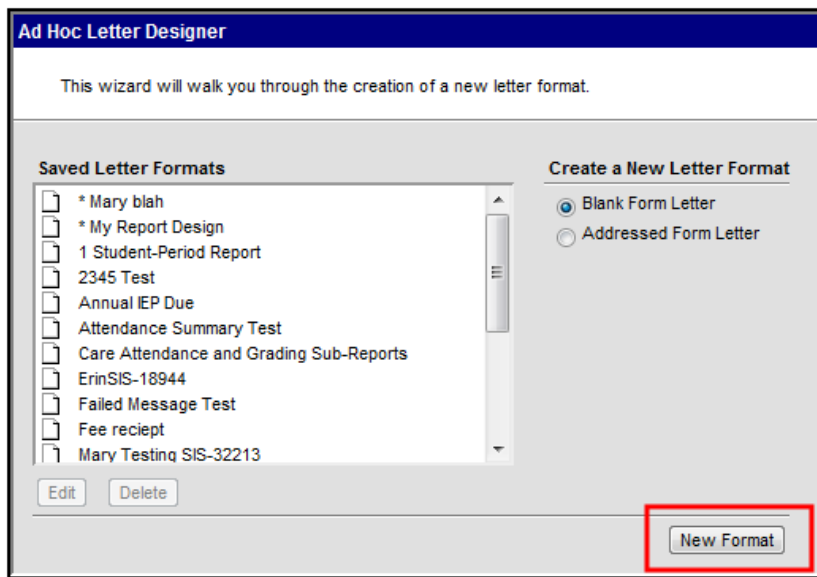 Ad Hoc Letter Designer
This wizard will walk you through the creation of a new letter format.
Saved Letter Formats
* Mary blah
* My Report Design
1 Student-Period Report
2345 Test
Annual IEP Due
Attendance Summary Test
Care Attendance and Grading Sub-Reports
ErinSIS-18944
Failed Message Test
Fee reciept
Mary Testing SIS-32213
Edit Delete
Create a New Letter Format
Blank Form Letter
Addressed Form Letter
New Format